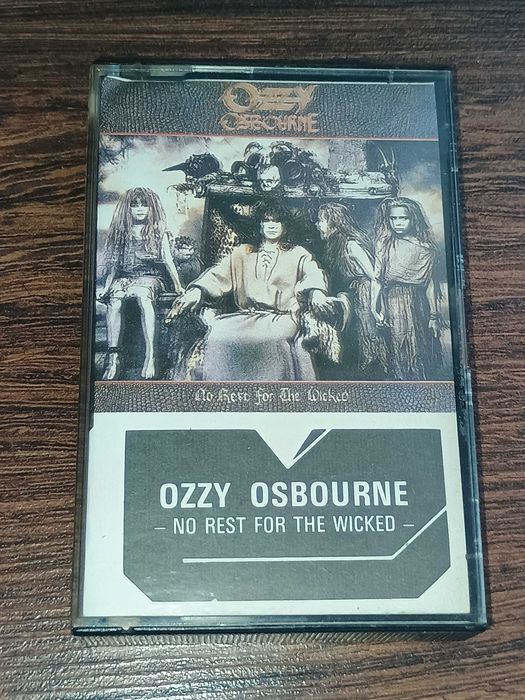 OZZY
OSBOURNE
No Rest For The Wicked
OZZY OSBOURNE
– NO REST FOR THE WICKED –